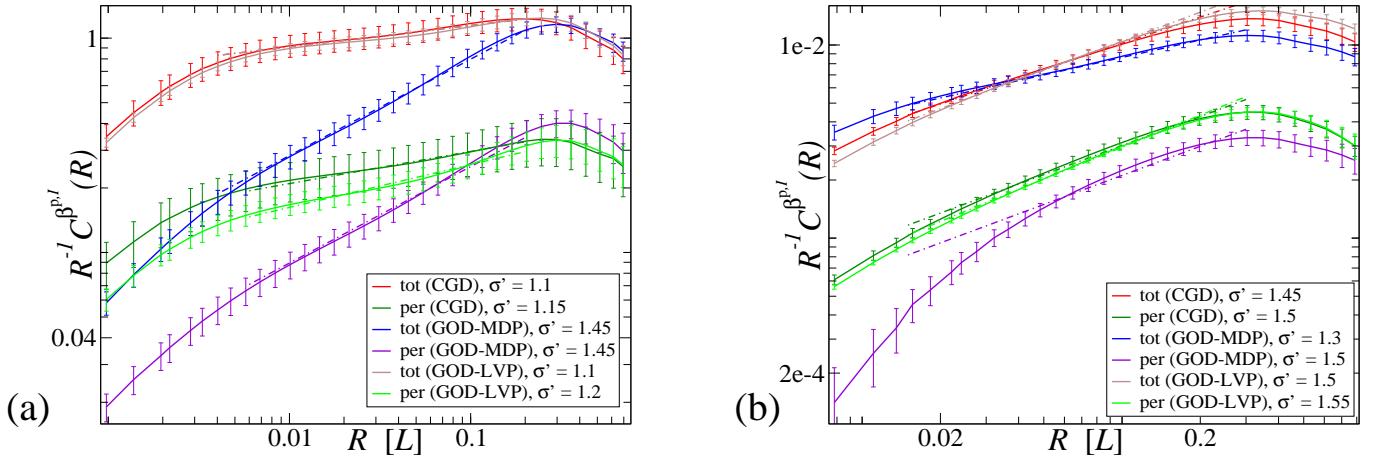 1
0.04
R⁻¹ C^β^p,l (R)
0.01
0.1
R [L]
tot (CGD), σ' = 1.1
per (CGD), σ' = 1.15
tot (GOD-MDP), σ' = 1.45
per (GOD-MDP), σ' = 1.45
tot (GOD-LVP), σ' = 1.1
per (GOD-LVP), σ' = 1.2
(a)
1e-2
2e-4
R⁻¹ C^β^p,l (R)
0.02
0.2
R [L]
tot (CGD), σ' = 1.45
per (CGD), σ' = 1.5
tot (GOD-MDP), σ' = 1.3
per (GOD-MDP), σ' = 1.5
tot (GOD-LVP), σ' = 1.5
per (GOD-LVP), σ' = 1.55
(b)